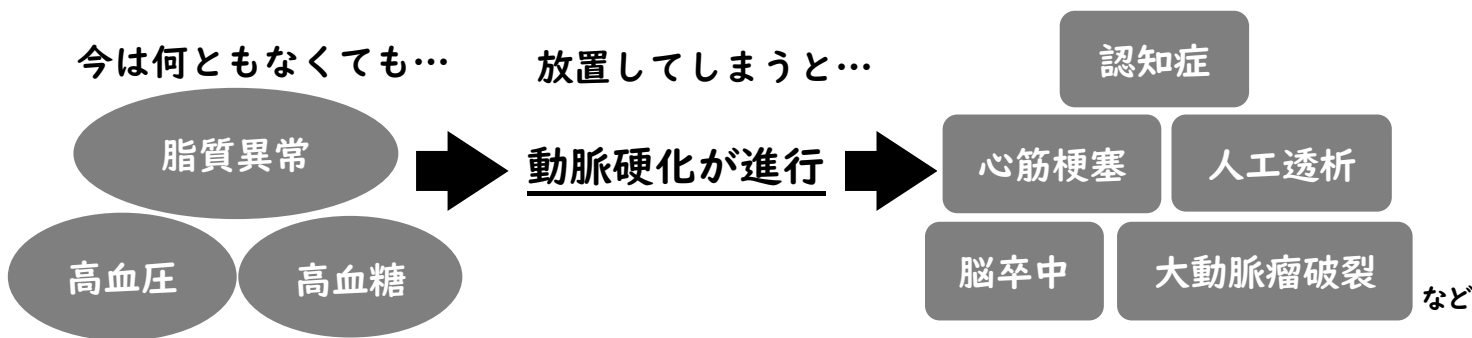 今は何ともなくても…
脂質異常
高血圧
高血糖
放置してしまうと…
動脈硬化が進行
認知症
心筋梗塞
人工透析
脳卒中
大動脈瘤破裂
など